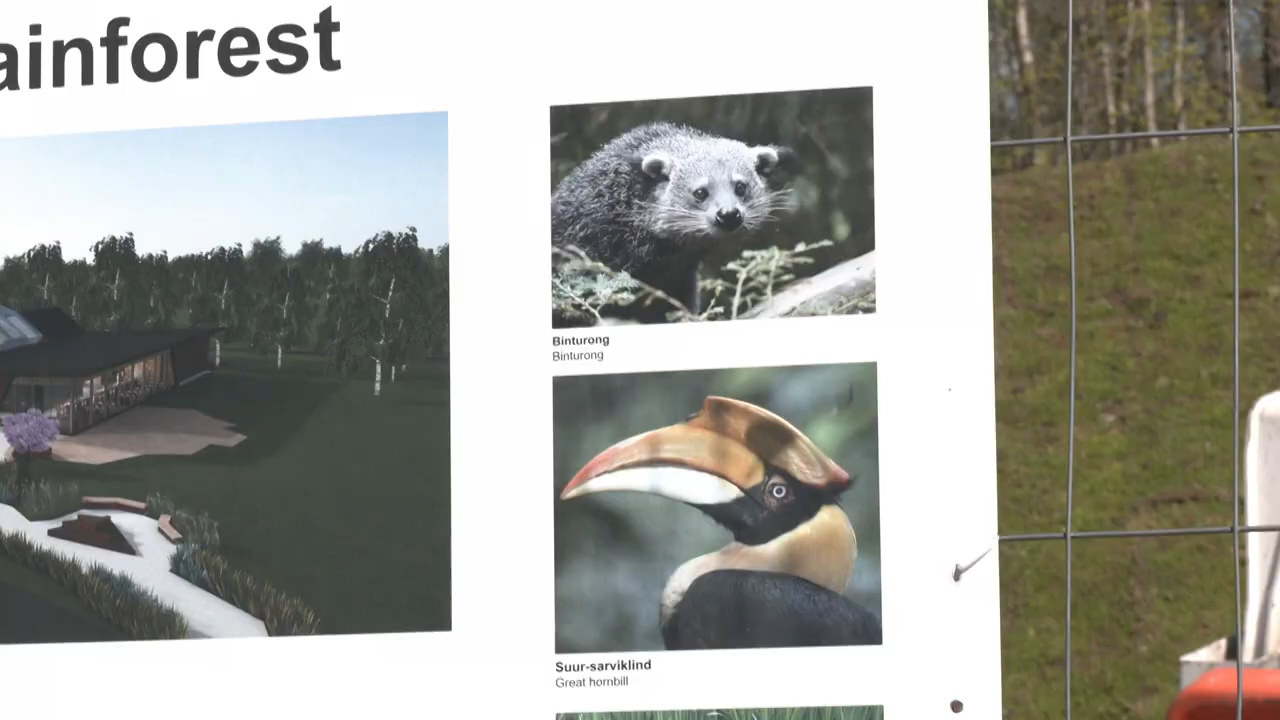 ainforest
Binturong
Binturong
Suur-sarviklind
Great hornbill